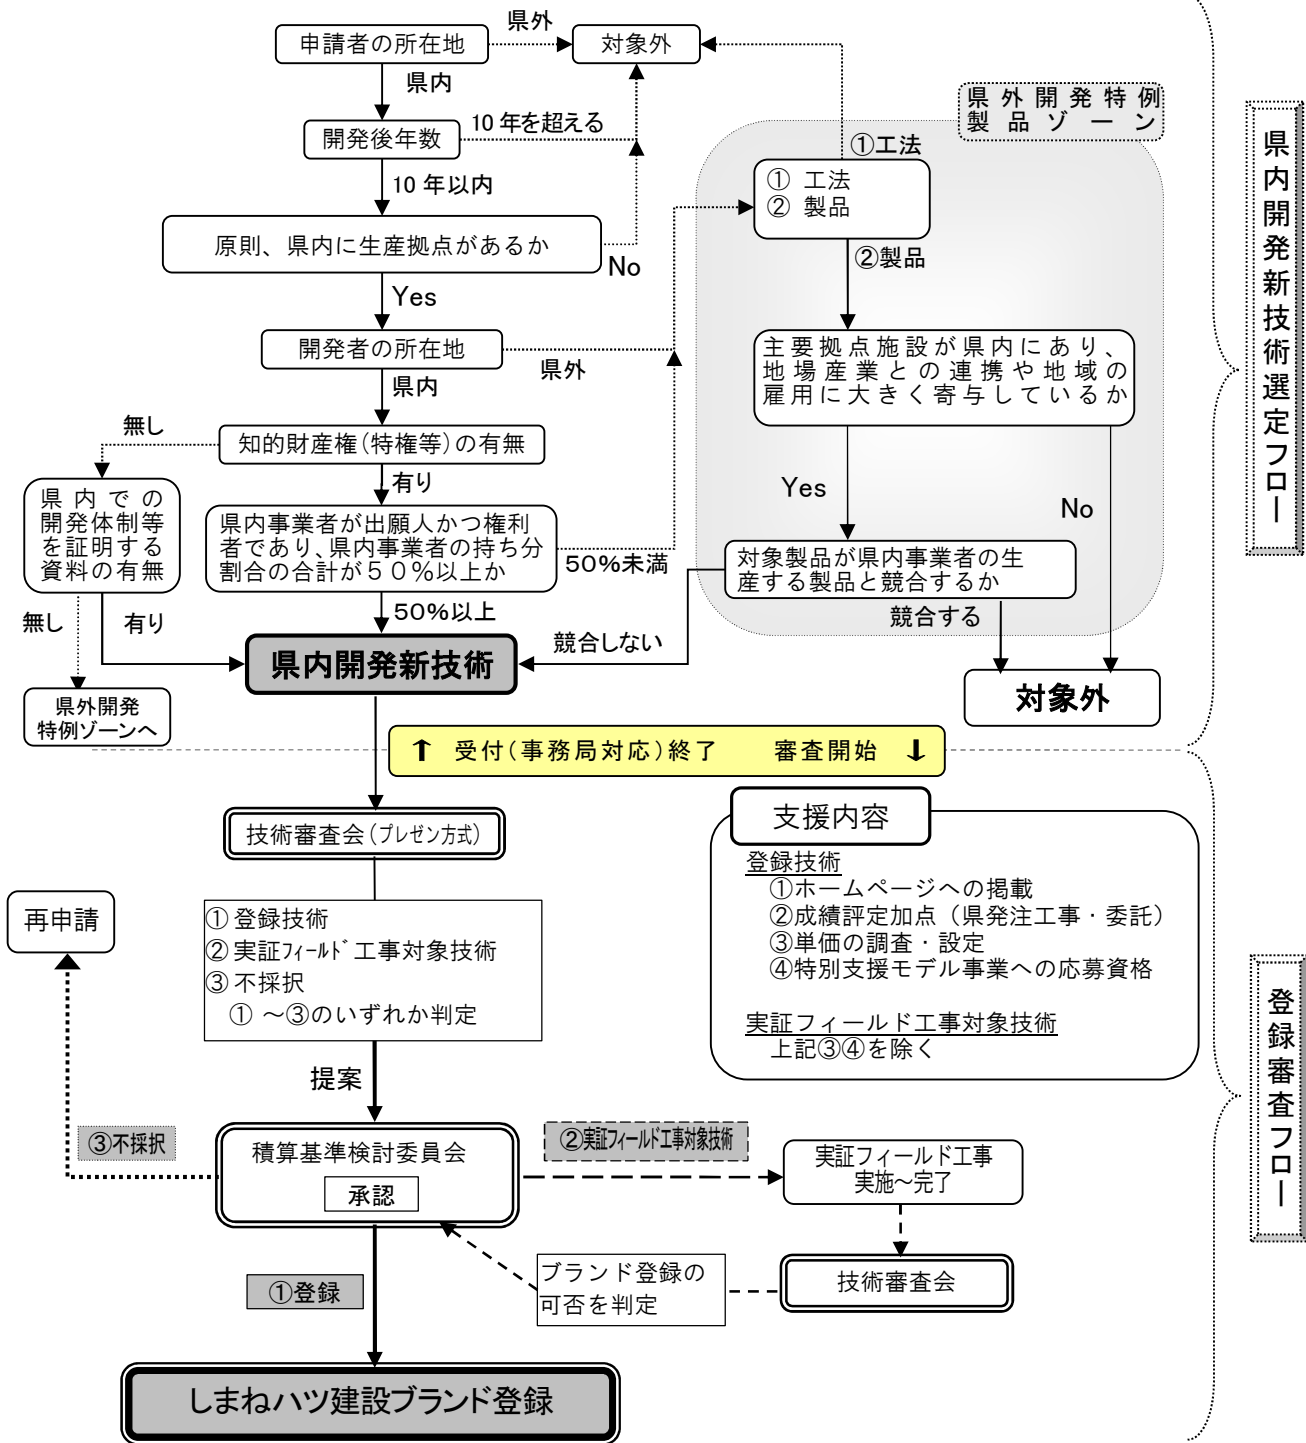 申請者の所在地
県外
対象外
県内
開発後年数
10年を超える
10年以内
原則、県内に生産拠点があるか
No
Yes
開発者の所在地
県外
県内
無し
知的財産権(特権等)の有無
有り
県内での
開発体制等
を証明する
資料の有無
県内事業者が出願人かつ権利
者であり、県内事業者の持ち分
割合の合計が50%以上か
50%未満
無し
有り
50%以上
県内開発新技術
県外開発
特例ゾーンへ
県外開発特例
製品ゾーン
①工法
① 工法
② 製品
②製品
主要拠点施設が県内にあり、
地場産業との連携や地域の
雇用に大きく寄与しているか
Yes
No
対象製品が県内事業者の生
産する製品と競合するか
競合しない
競合する
対象外
県内開発新技術選定フロー
↑ 受付(事務局対応)終了 審査開始 ↓
技術審査会(プレゼン方式)
① 登録技術
② 実証フィールド工事対象技術
③ 不採択
① ~③のいずれか判定
再申請
提案
支援内容
登録技術
①ホームページへの掲載
②成績評定加点(県発注工事・委託)
③単価の調査・設定
④特別支援モデル事業への応募資格
実証フィールド工事対象技術
上記③④を除く
③不採択
積算基準検討委員会
承認
②実証フィールド工事対象技術
実証フィールド工事
実施~完了
技術審査会
ブランド登録の
可否を判定
①登録
しまねハツ建設ブランド登録
登録審査フロー